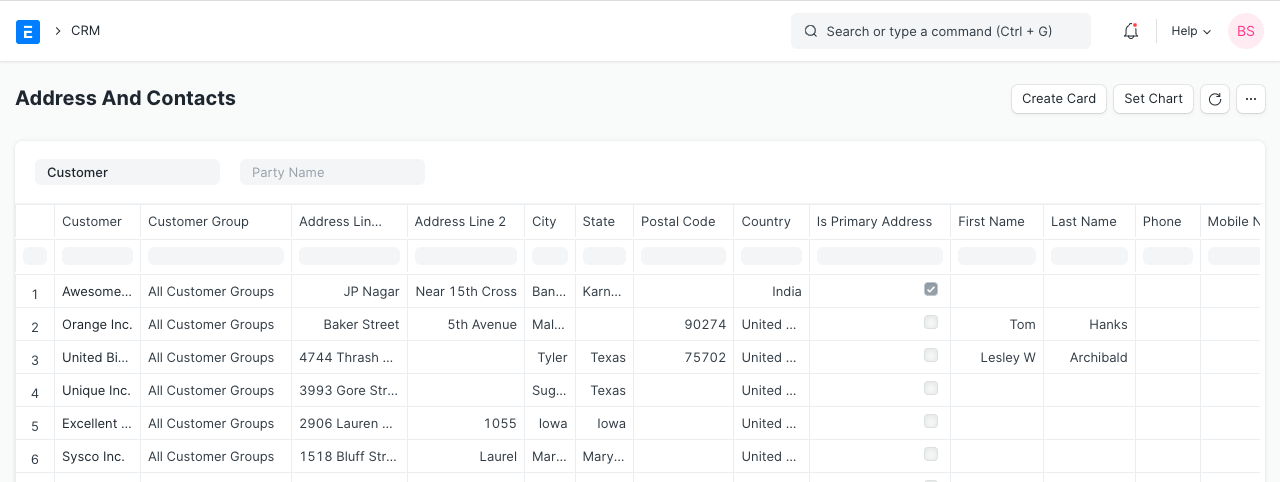 E > CRM Search or type a command (Ctrl + G) Help BS
Address And Contacts Create Card Set Chart ...
Customer Party Name
Customer Customer Group Address Lin... Address Line 2 City State Postal Code Country Is Primary Address First Name Last Name Phone Mobile N
1 Awesome... All Customer Groups JP Nagar Near 15th Cross Ban... Karn... India
2 Orange Inc. All Customer Groups Baker Street 5th Avenue Mal... 90274 United ... Tom Hanks
3 United Bi... All Customer Groups 4744 Thrash ... Tyler Texas 75702 United ... Lesley W Archibald
4 Unique Inc. All Customer Groups 3993 Gore Str... Sug... Texas United ...
5 Excellent ... All Customer Groups 2906 Lauren ... 1055 Iowa Iowa United ...
6 Sysco Inc. All Customer Groups 1518 Bluff Str... Laurel Mar... Mary... United ...